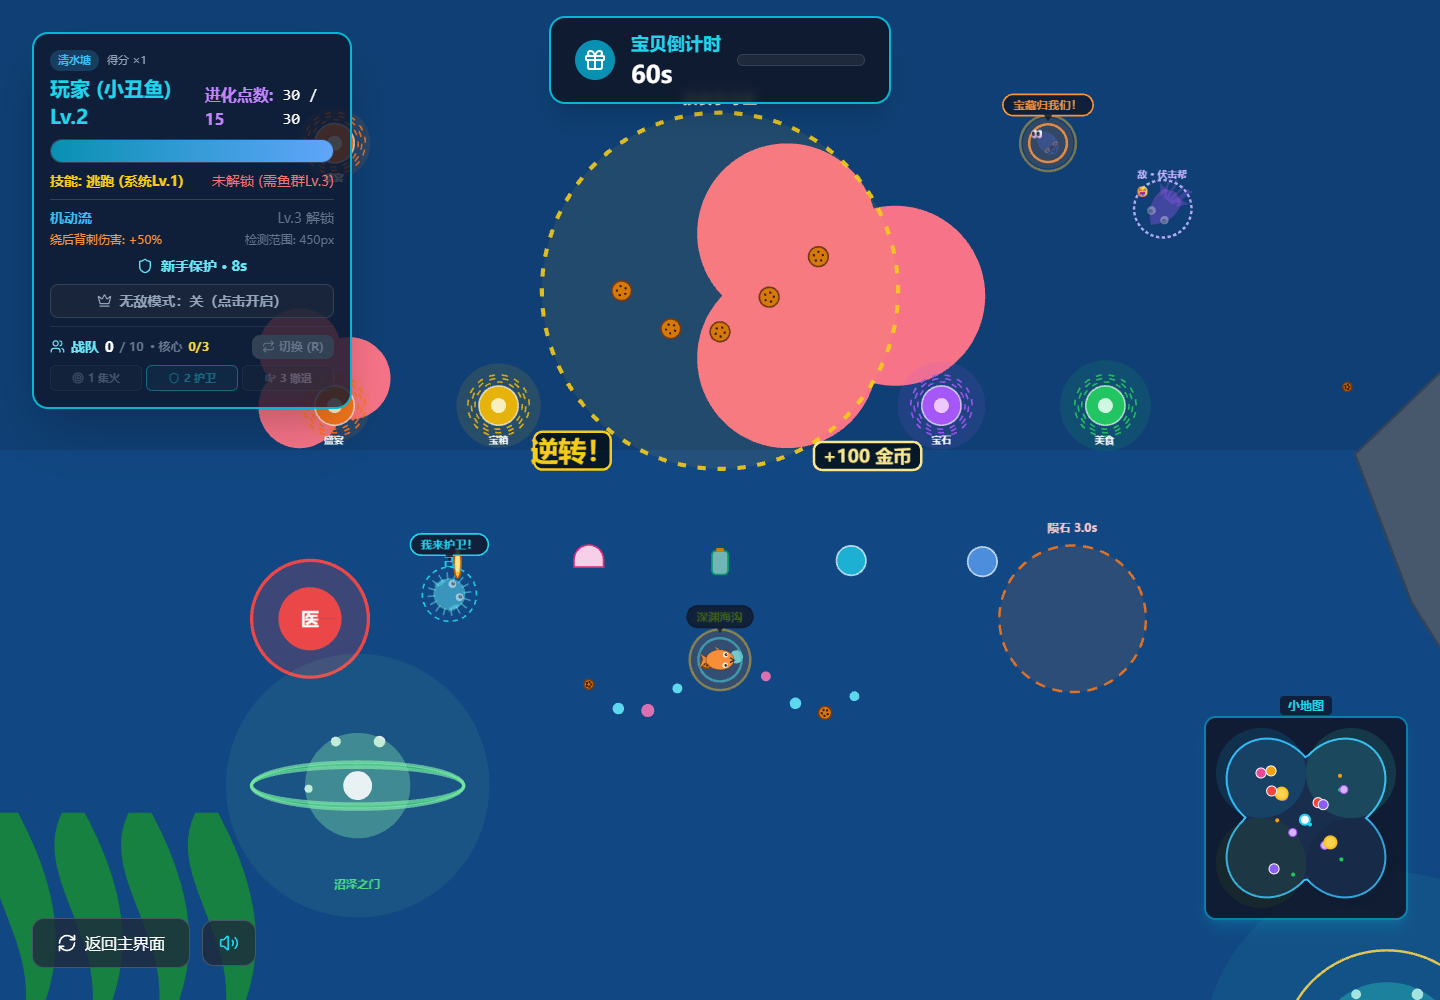 清水塘 得分 ×1
玩家 (小丑鱼) Lv.2
进化点数: 15
30 / 30
技能: 逃跑 (系统Lv.1) 未解锁 (需鱼群Lv.3)
机动流 Lv.3 解锁
绕后背刺伤害: +50% 检测范围: 450px
新手保护 • 8s
无敌模式：关（点击开启）
战队 0 / 10 • 核心 0/3 切换 (R)
1 集火 2 护卫 3 撤退
宝贝倒计时
60s
宝藏归我们!
敌 • 伏击帮
盛宴
宝箱
宝石
美食
逆转!
+100 金币
陨石 3.0s
我来护卫!
医
深渊海沟
沼泽之门
小地图
返回主界面